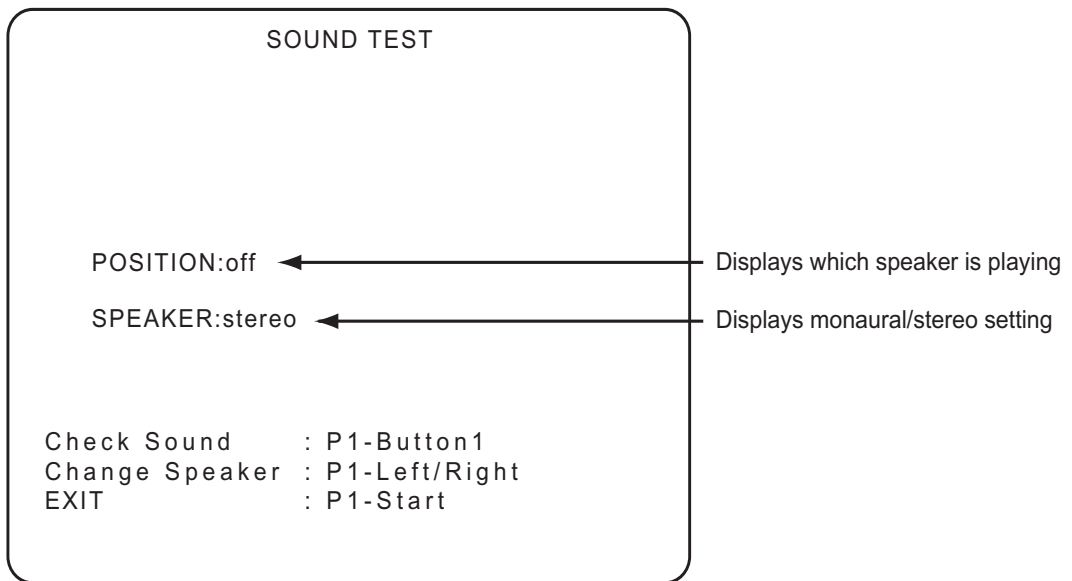 SOUND TEST
POSITION:off
Displays which speaker is playing
SPEAKER:stereo
Displays monaural/stereo setting
Check Sound : P1-Button1
Change Speaker : P1-Left/Right
EXIT : P1-Start